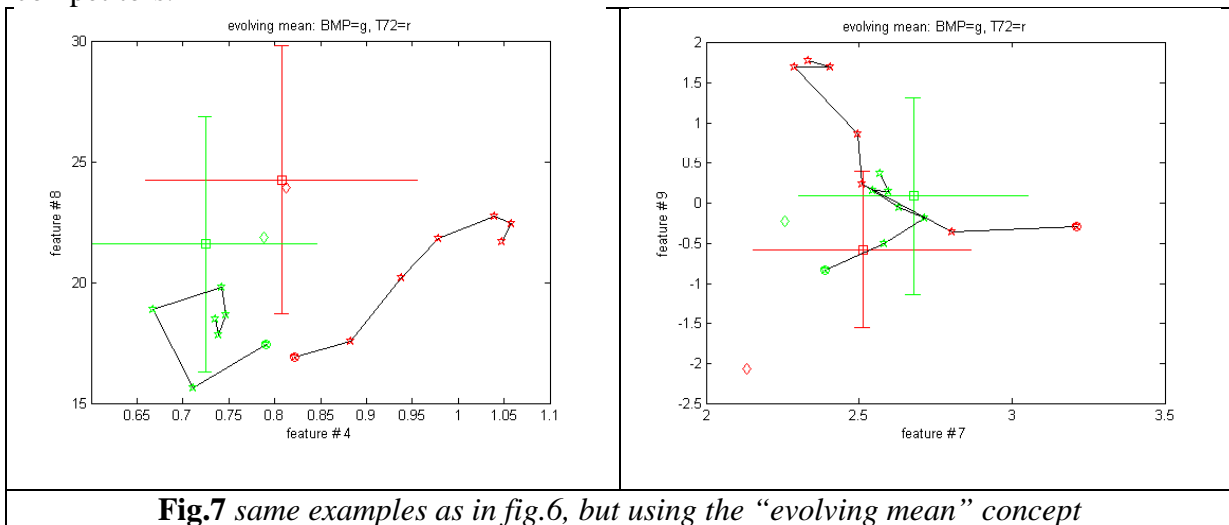 evolving mean: BMP=g, T72=r
30
25
20
15
feature #8
0.65 0.7 0.75 0.8 0.85 0.9 0.95 1 1.05 1.1
feature #4
evolving mean: BMP=g, T72=r
2
1.5
1
0.5
0
-0.5
-1
-1.5
-2
-2.5
feature #9
2 2.5 3 3.5
feature #7
Fig.7 same examples as in fig.6, but using the “evolving mean” concept